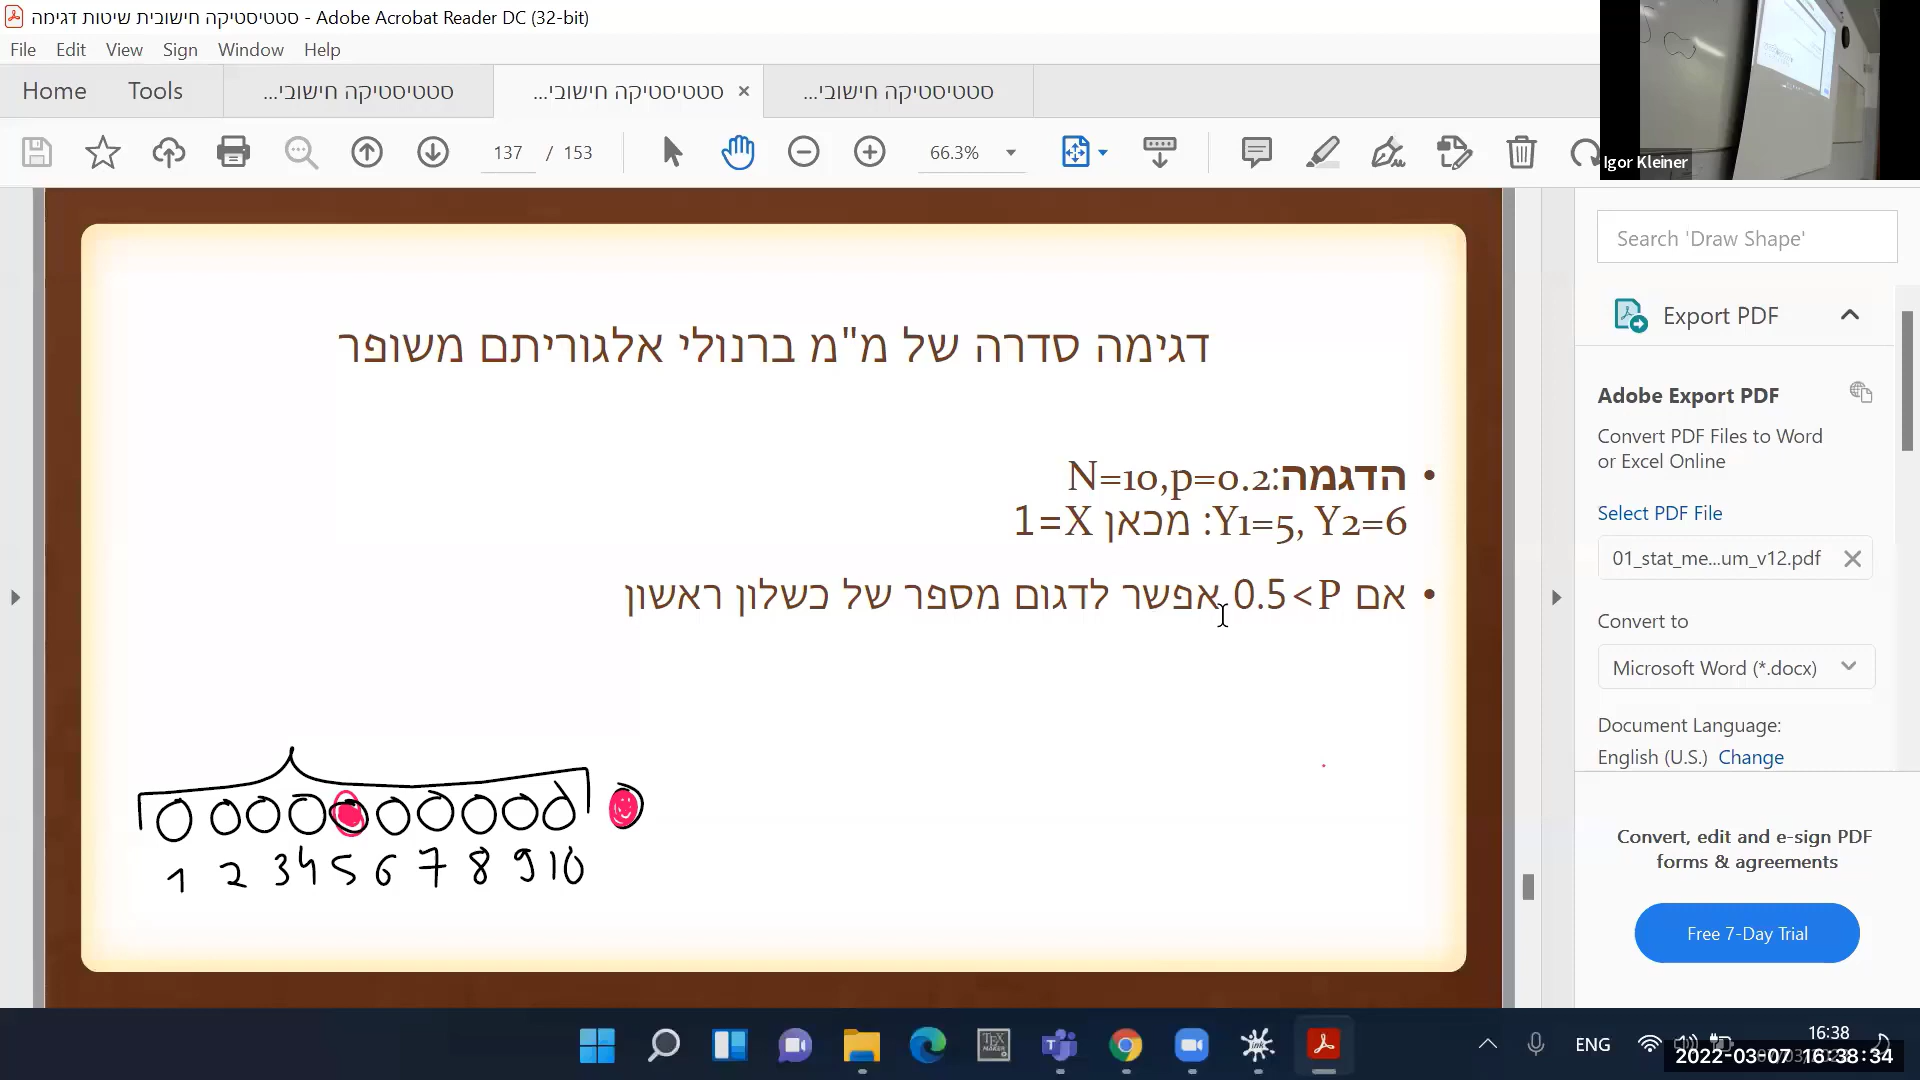 סטטיסטיקה חישובית שיטות דגימה - Adobe Acrobat Reader DC (32-bit)
File Edit View Sign Window Help
Home Tools סטטיסטיקה חישובי... סטטיסטיקה חישובי... סטטיסטיקה חישובי...
137 / 153 66.3%
Igor Kleiner
דגימה סדרה של מ"מ ברנולי אלגוריתם משופר
• הדגמה:N=10,p=0.2
Y1=5, Y2=6: מכאן X=1
• אם P>0.5 אפשר לדגום מספר של כשלון ראשון
1 2 3 4 5 6 7 8 9 10
Search 'Draw Shape'
Export PDF
Adobe Export PDF
Convert PDF Files to Word
or Excel Online
Select PDF File
01_stat_me...um_v12.pdf
Convert to
Microsoft Word (*.docx)
Document Language:
English (U.S.) Change
Convert, edit and e-sign PDF
forms & agreements
Free 7-Day Trial
ENG
16:38
2022-03-07 16:38:34